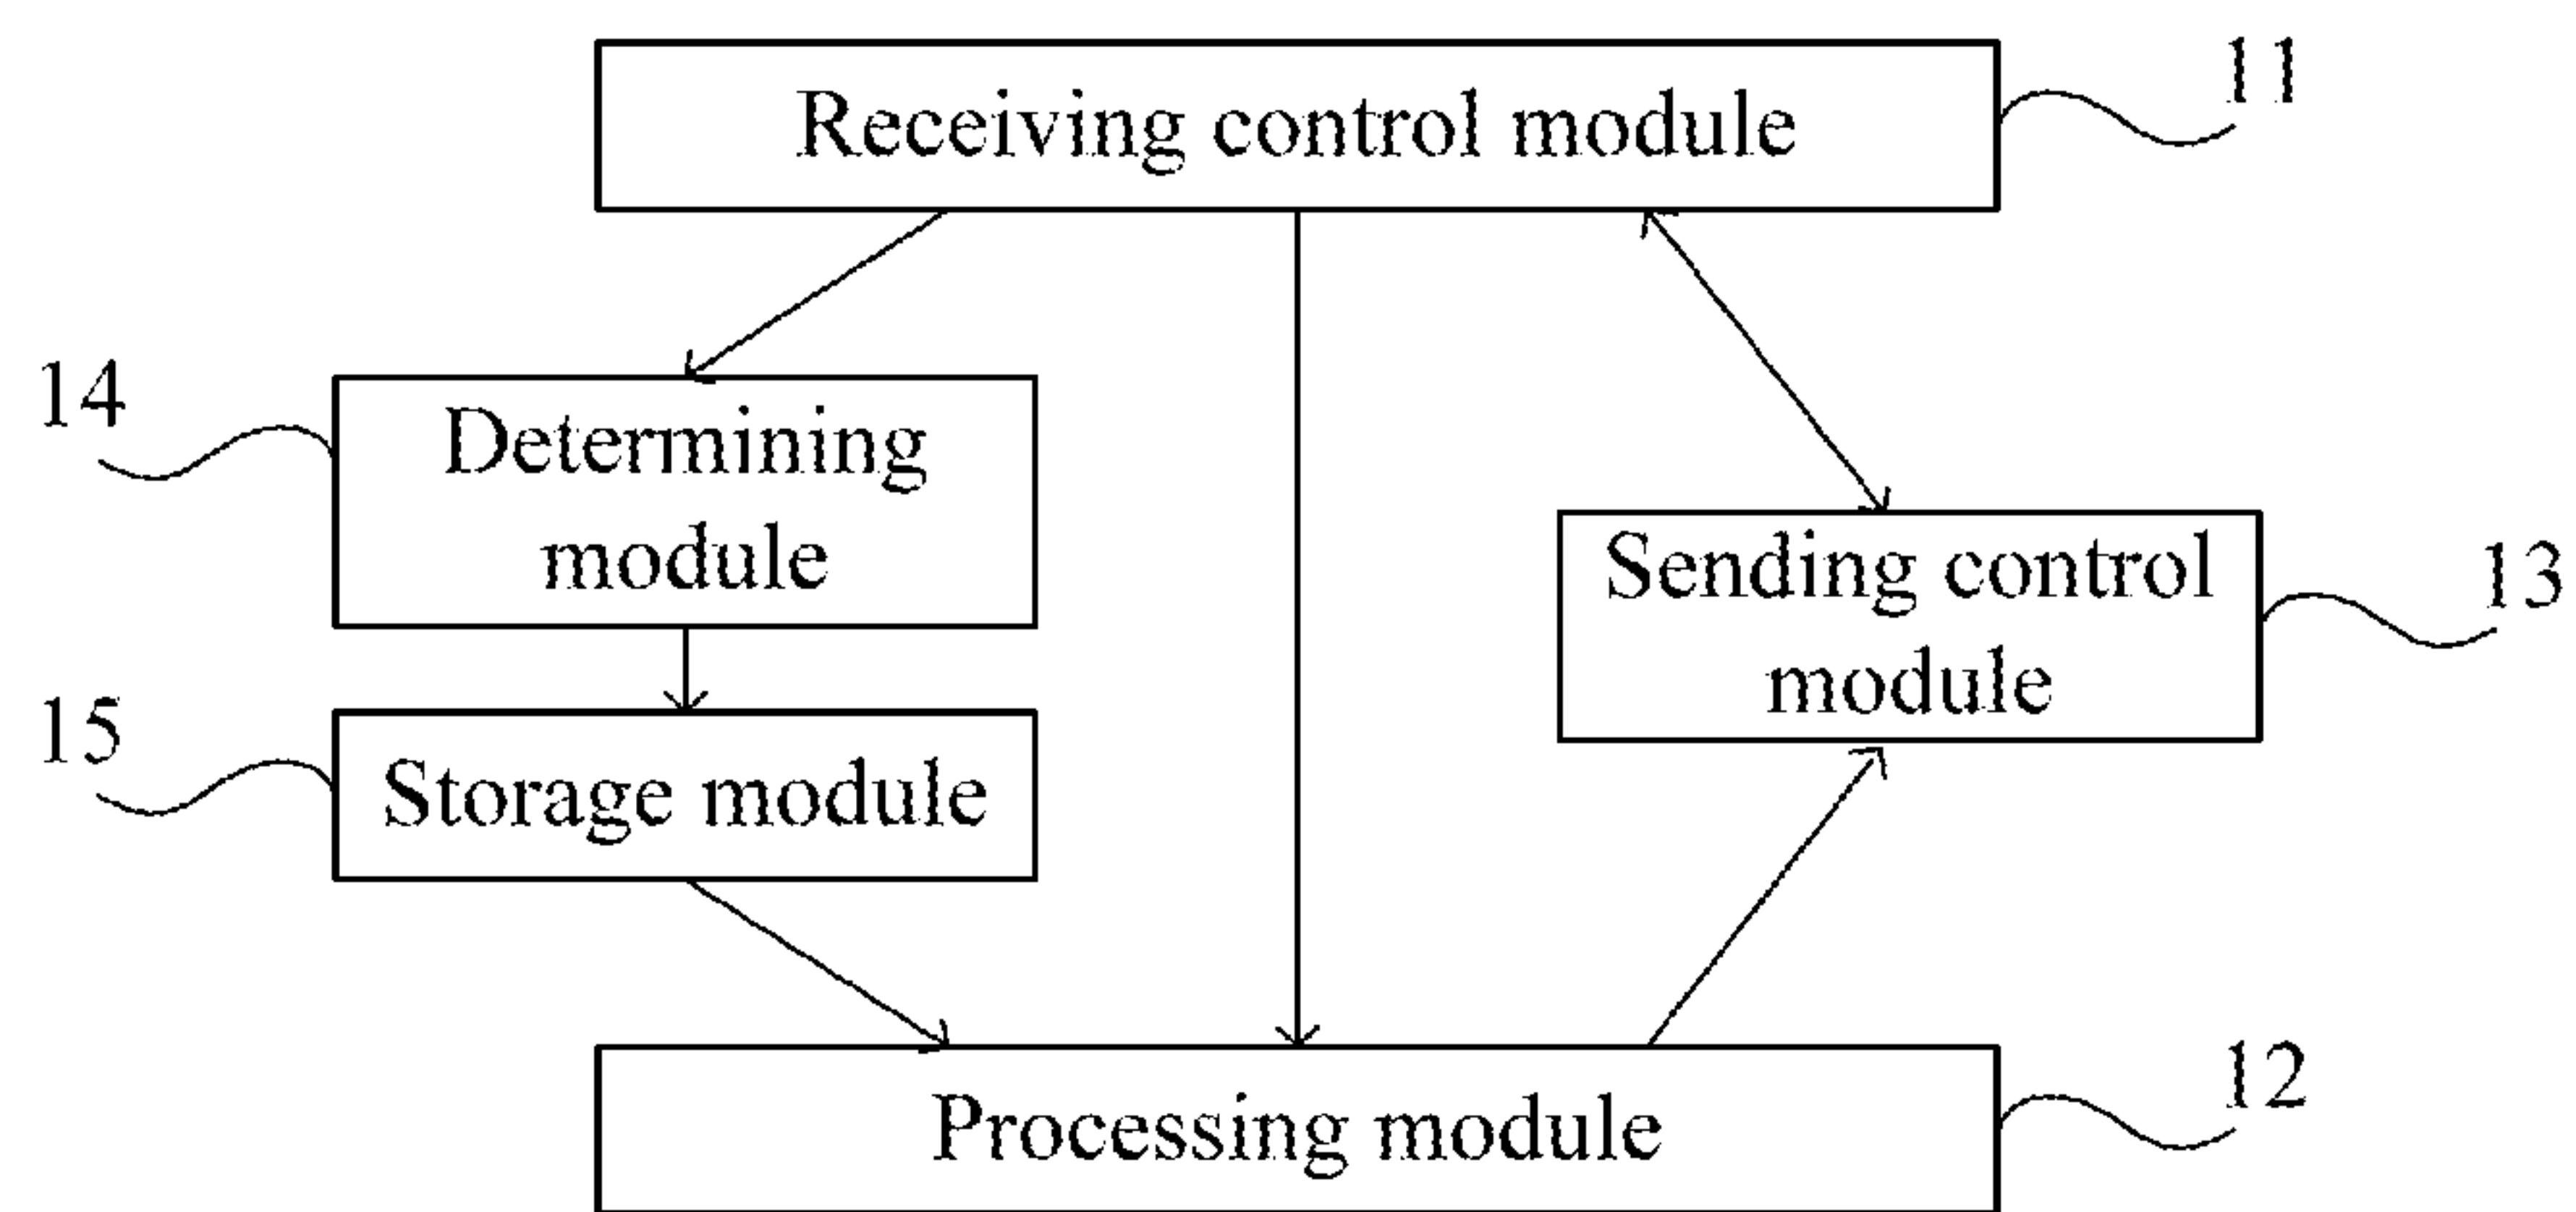 Receiving control module
11
14
Determining
module
Sending control
module
13
15
Storage module
Processing module
12